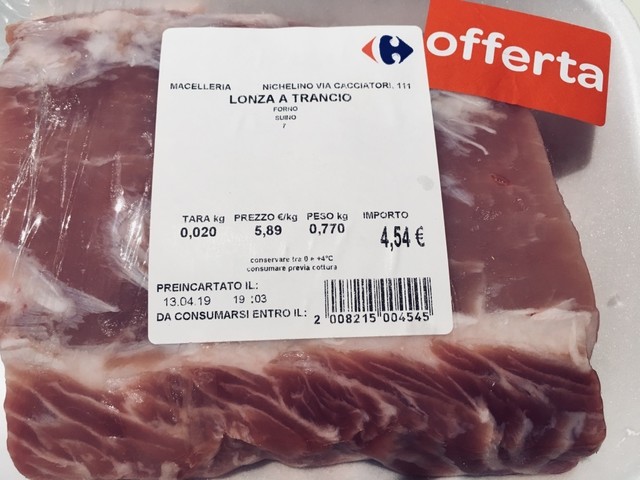 offerta
MACELLERIA NICHELINO VIA CACCIATORI, 111
LONZA A TRANCIO
FORNO
SUINO
7
TARA kg PREZZO €/kg PESO kg IMPORTO
0,020 5,89 0,770 4,54 €
conservare tra 0 e +4°C
consumare previa cottura
PREINCARTATO IL:
13.04.19 19:03
DA CONSUMARSI ENTRO IL:
2 008215 004545